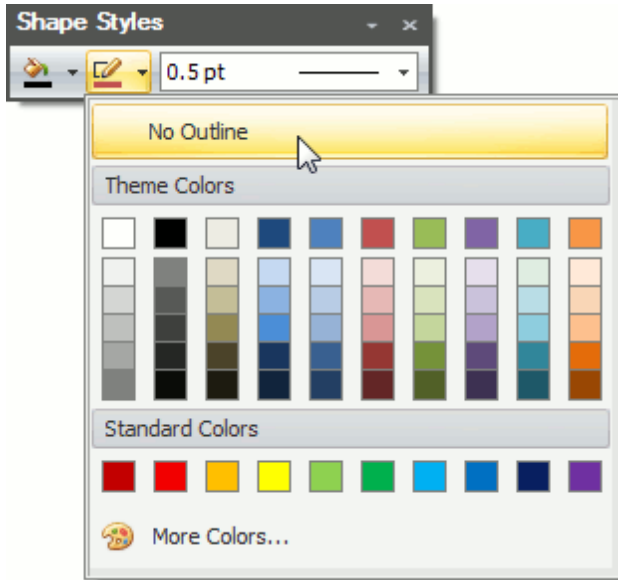 Shape Styles
0.5 pt
No Outline
Theme Colors
Standard Colors
More Colors...